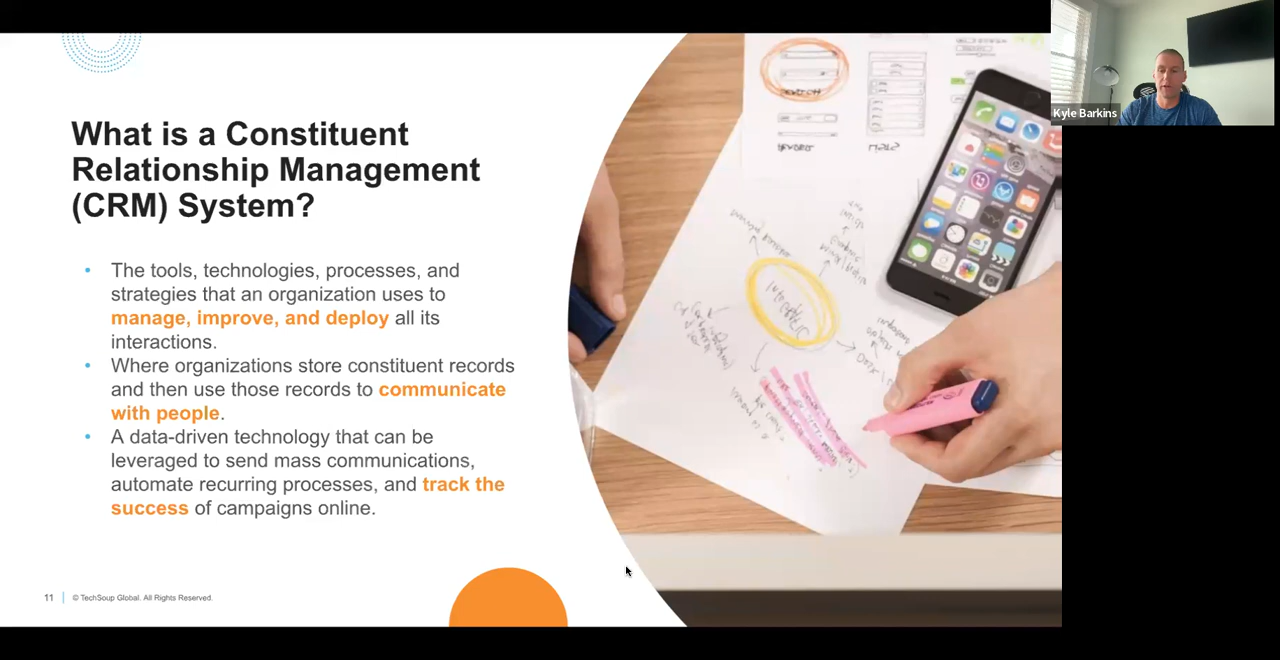 What is a Constituent
Relationship Management
(CRM) System?
• The tools, technologies, processes, and
strategies that an organization uses to
manage, improve, and deploy all its
interactions.
• Where organizations store constituent records
and then use those records to communicate
with people.
• A data-driven technology that can be
leveraged to send mass communications,
automate recurring processes, and track the
success of campaigns online.
11
© TechSoup Global. All Rights Reserved.
Kyle Barkins